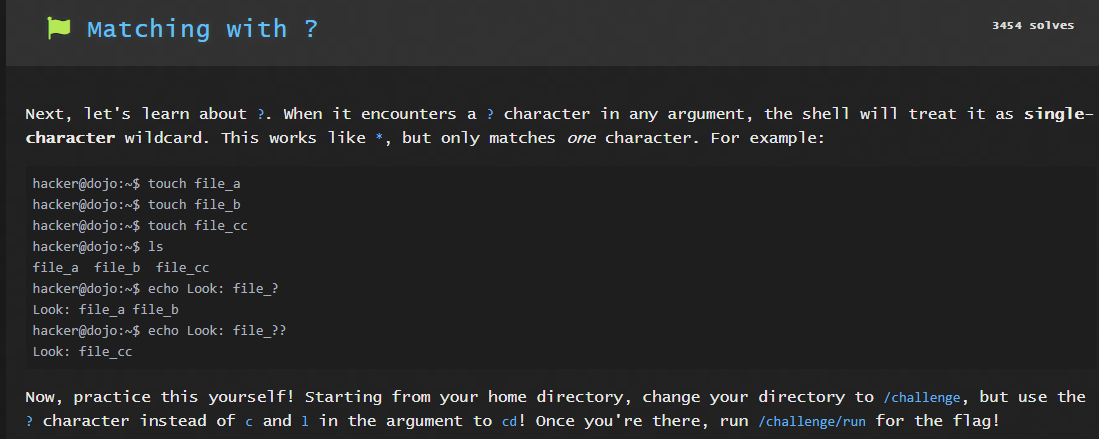 Matching with ?
3454 solves
Next, let's learn about ?. When it encounters a ? character in any argument, the shell will treat it as single-
character wildcard. This works like *, but only matches one character. For example:
hacker@dojo:~$ touch file_a
hacker@dojo:~$ touch file_b
hacker@dojo:~$ touch file_cc
hacker@dojo:~$ ls
file_a  file_b  file_cc
hacker@dojo:~$ echo Look: file_?
Look: file_a file_b
hacker@dojo:~$ echo Look: file_??
Look: file_cc
Now, practice this yourself! Starting from your home directory, change your directory to /challenge, but use the
? character instead of c and l in the argument to cd! Once you're there, run /challenge/run for the flag!